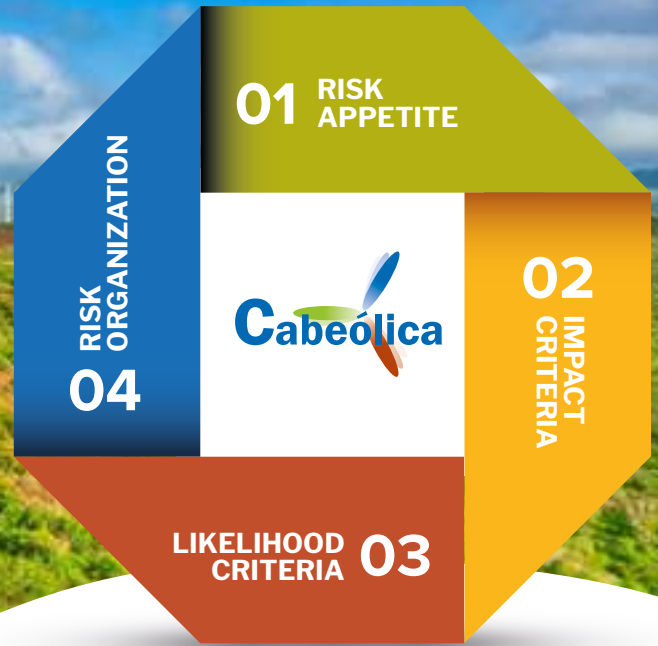 01 RISK
APPETITE
02
IMPACT
CRITERIA
LIKELIHOOD
CRITERIA 03
RISK
ORGANIZATION
04
Cabeólica